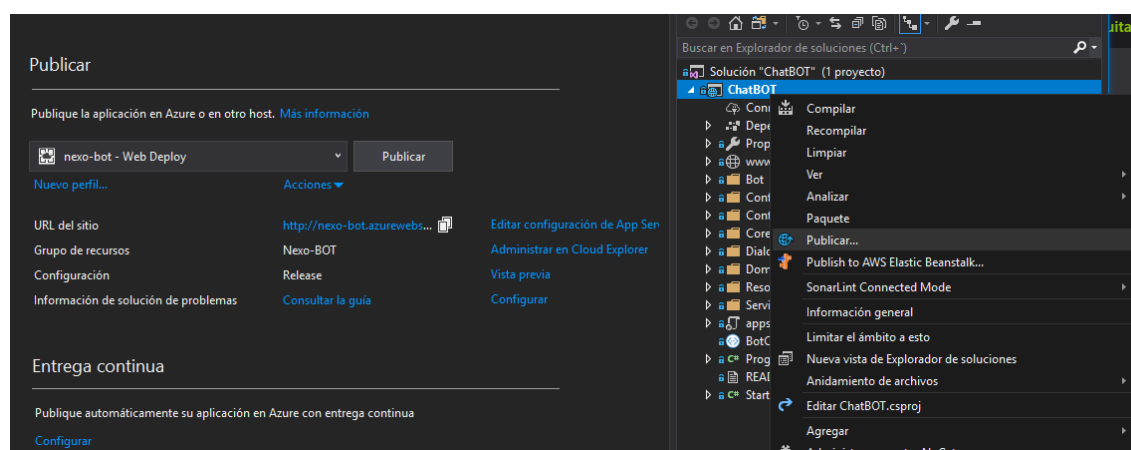 Publicar
Publique la aplicación en Azure o en otro host. Más información
nexo-bot - Web Deploy
Publicar
Nuevo perfil...
Acciones
URL del sitio
http://nexo-bot.azurewebs...
Editar configuración de App Ser
Grupo de recursos
Nexo-BOT
Administrar en Cloud Explorer
Configuración
Release
Vista previa
Información de solución de problemas
Consultar la guía
Configurar
Entrega continua
Publique automáticamente su aplicación en Azure con entrega continua
Configurar
Buscar en Explorador de soluciones (Ctrl+¨)
Solución "ChatBOT" (1 proyecto)
ChatBOT
Conn
Depe
Prop
www
Bot
Cont
Cont
Core
Dialo
Dom
Reso
Servi
apps
BotC
C# Prog
READ
C# Start
Compilar
Recompilar
Limpiar
Ver
Analizar
Paquete
Publicar...
Publish to AWS Elastic Beanstalk...
SonarLint Connected Mode
Información general
Limitar el ámbito a esto
Nueva vista de Explorador de soluciones
Anidamiento de archivos
Editar ChatBOT.csproj
Agregar
uita